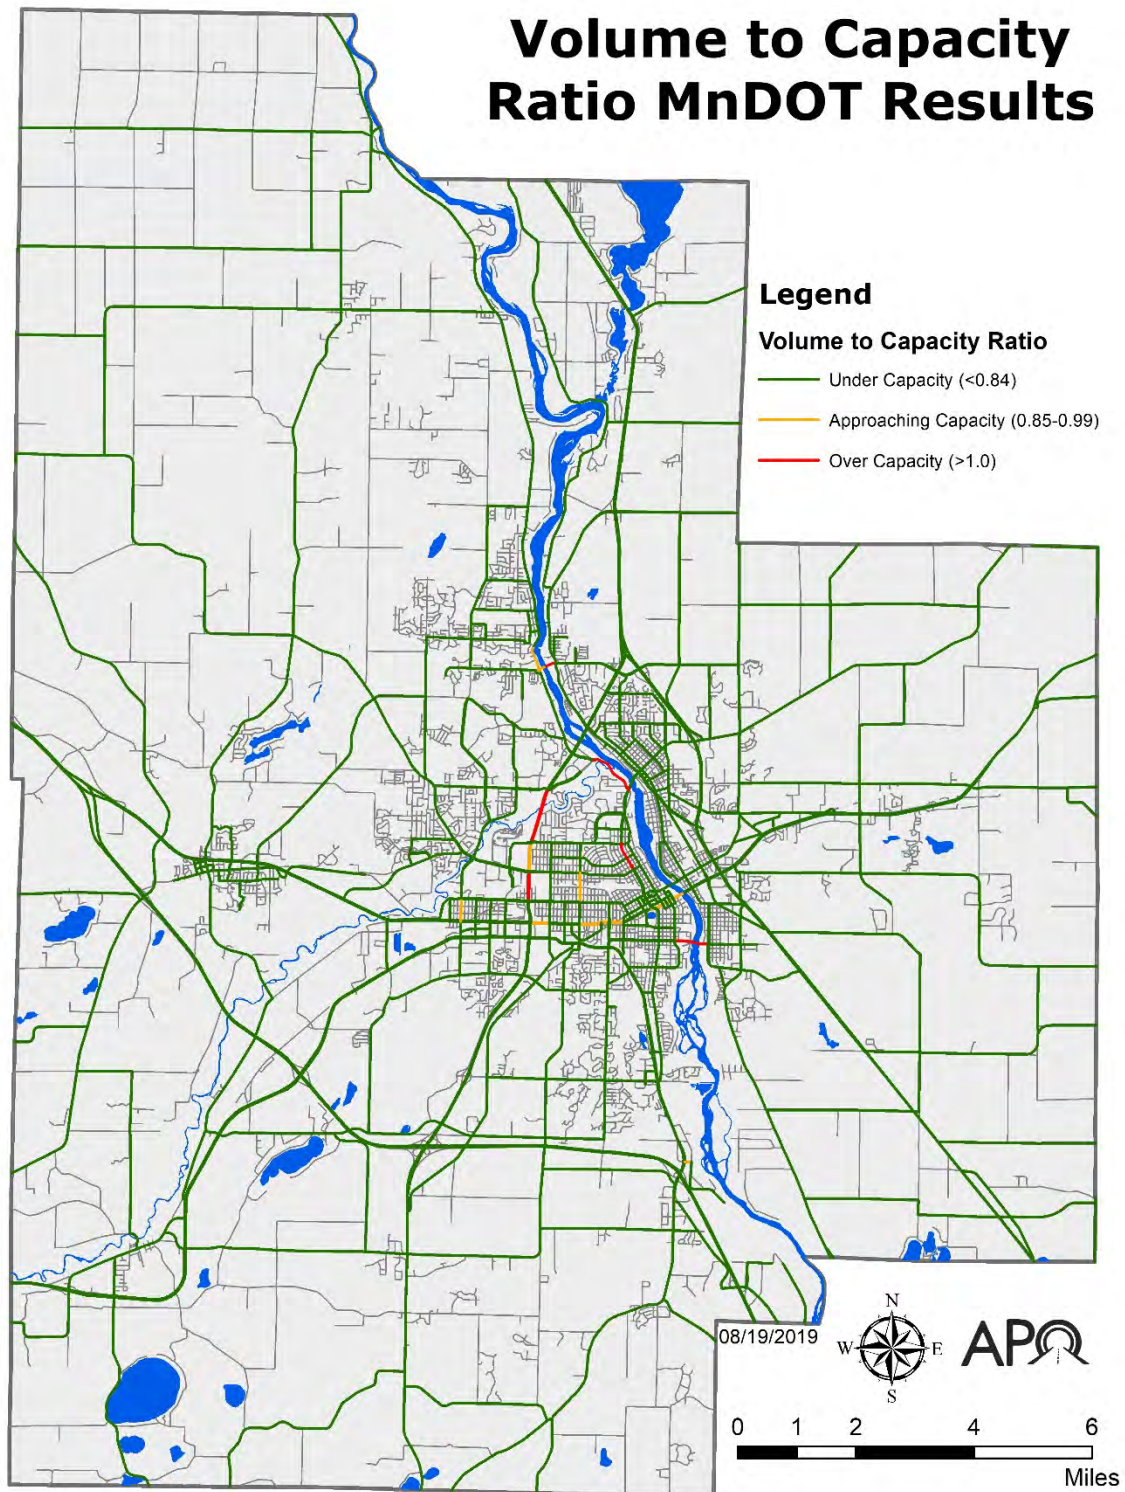 Volume to Capacity
Ratio MnDOT Results
Legend
Volume to Capacity Ratio
Under Capacity (<0.84)
Approaching Capacity (0.85-0.99)
Over Capacity (>1.0)
08/19/2019
N
W E
S
APO
0 1 2 4 6
Miles